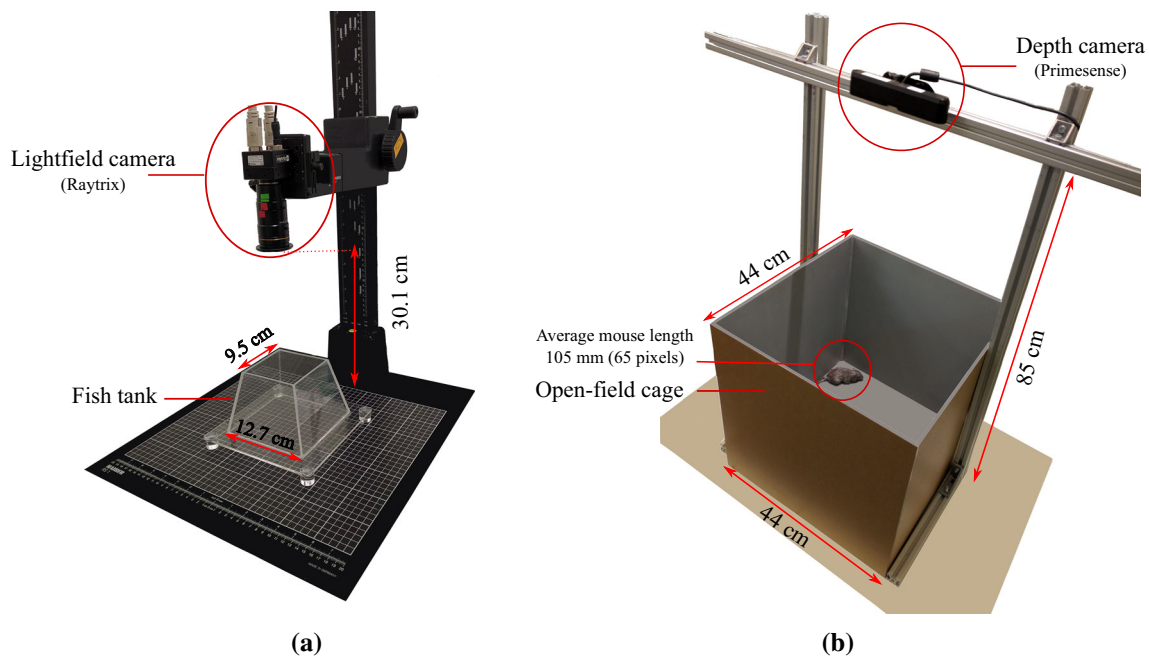 Lightfield camera
(Raytrix)
30.1 cm
9.5 cm
Fish tank
12.7 cm
(a)
Depth camera
(Primesense)
44 cm
Average mouse length
105 mm (65 pixels)
Open-field cage
85 cm
44 cm
(b)